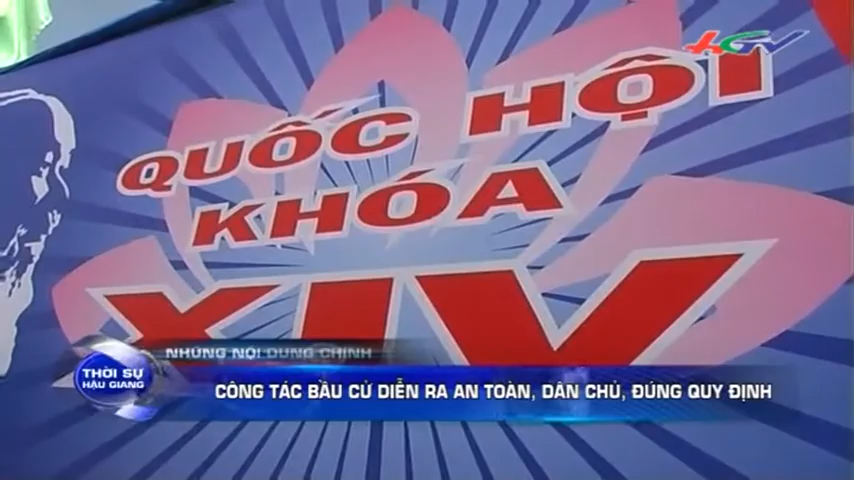 HGV
QUỐC HỘI
KHÓA
XIV
NHỮNG NỘI DUNG CHÍNH
THỜI SỰ
HẬU GIANG
CÔNG TÁC BẦU CỬ DIỄN RA AN TOÀN, DÂN CHỦ, ĐÚNG QUY ĐỊNH